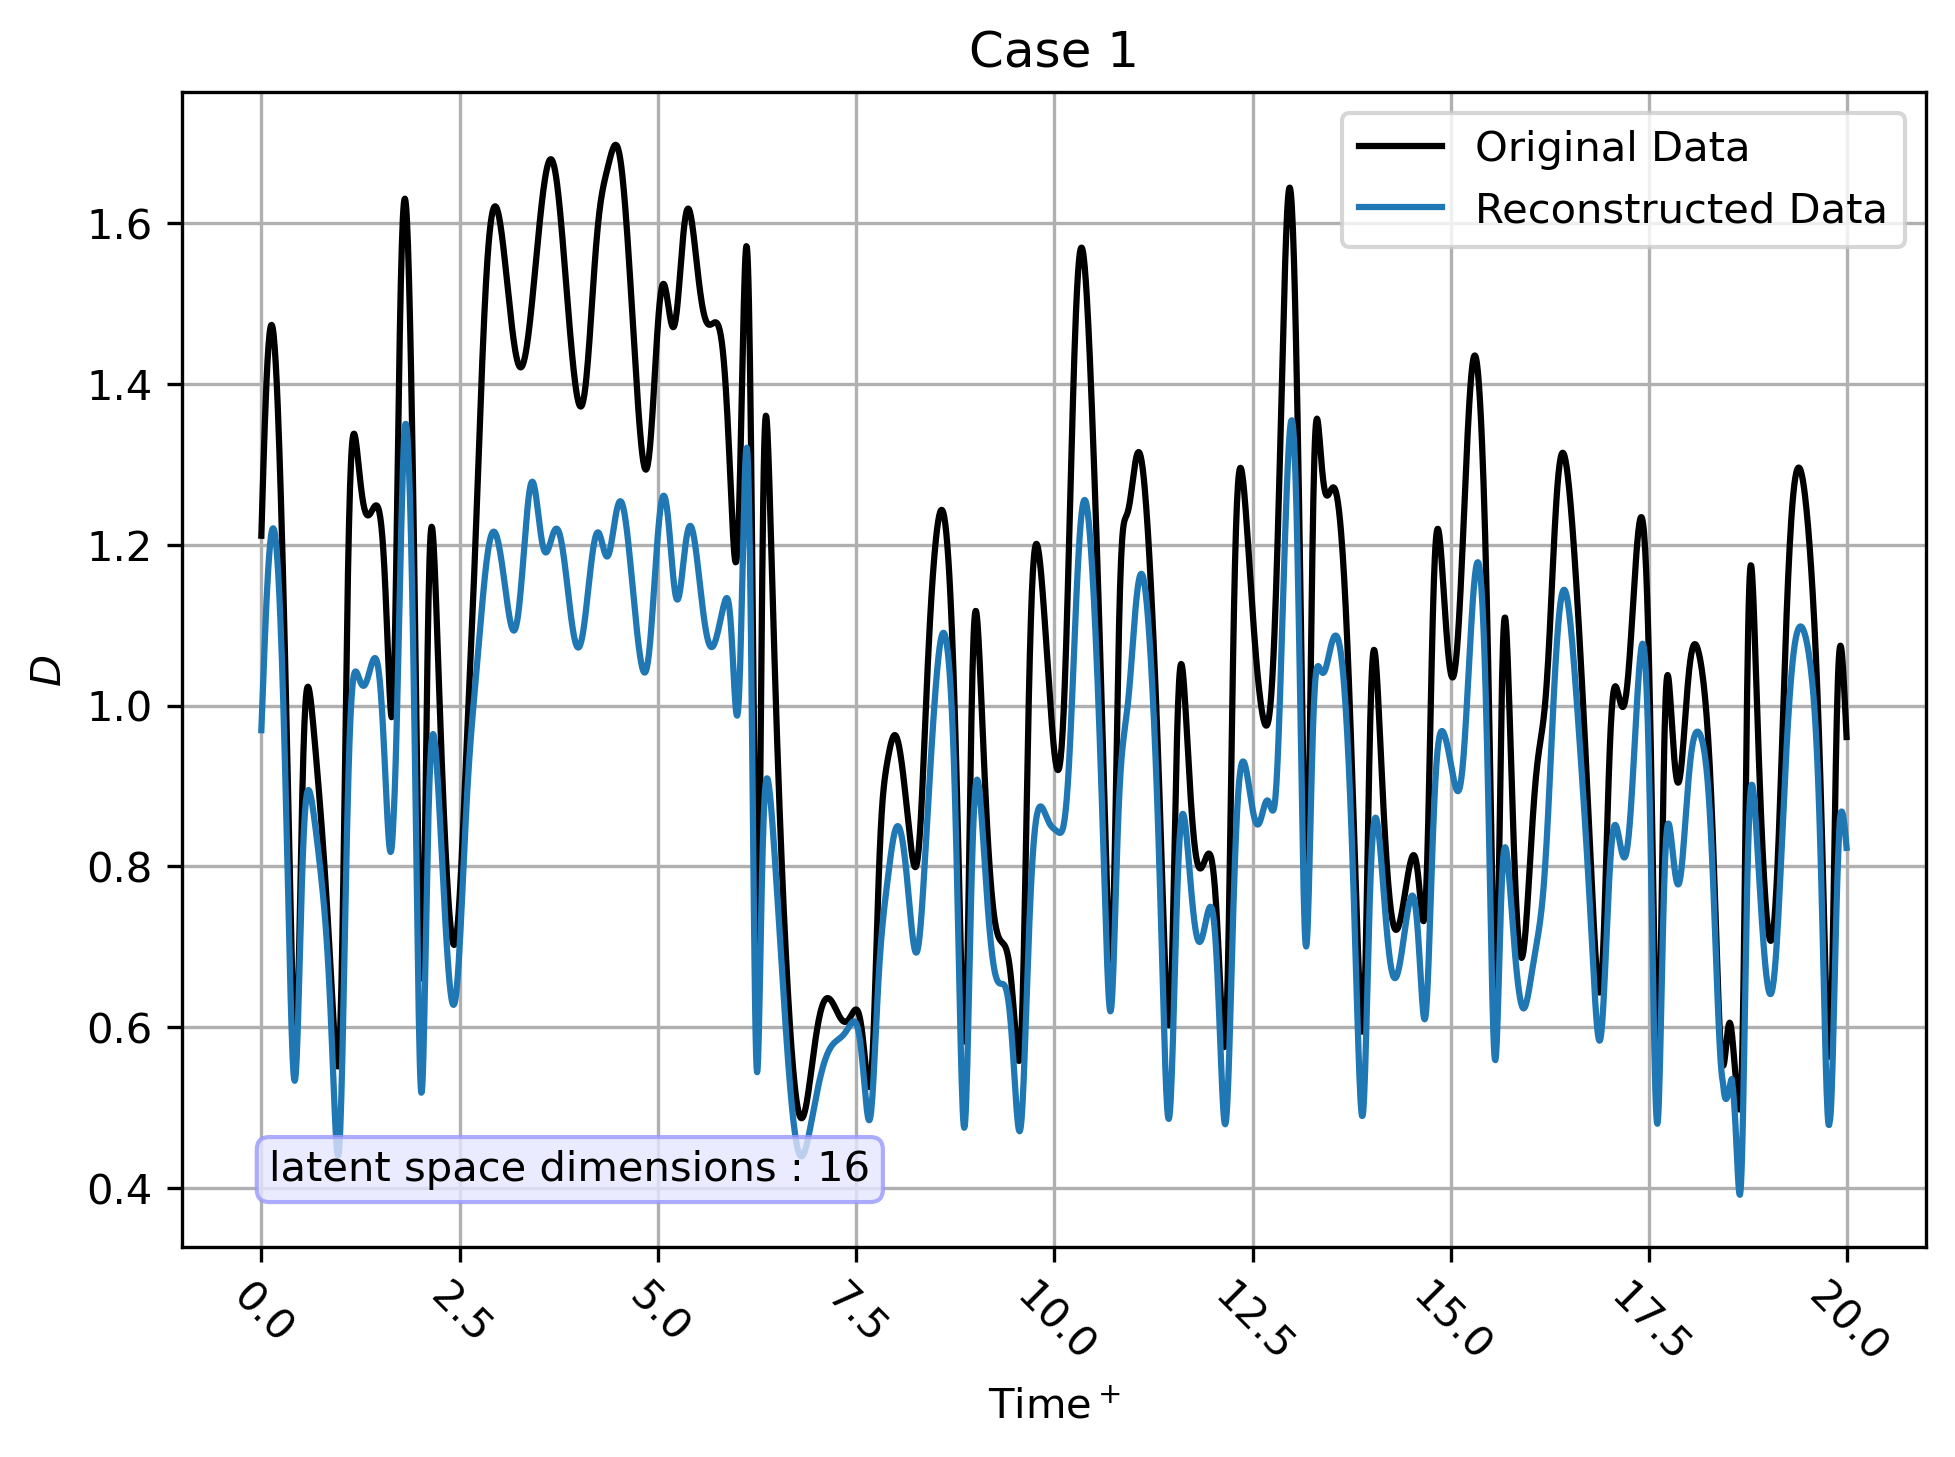 Case 1
Original Data
Reconstructed Data
D
1.6
1.4
1.2
1.0
0.8
0.6
0.4
latent space dimensions : 16
0.0 2.5 5.0 7.5 10.0 12.5 15.0 17.5 20.0
Time⁺